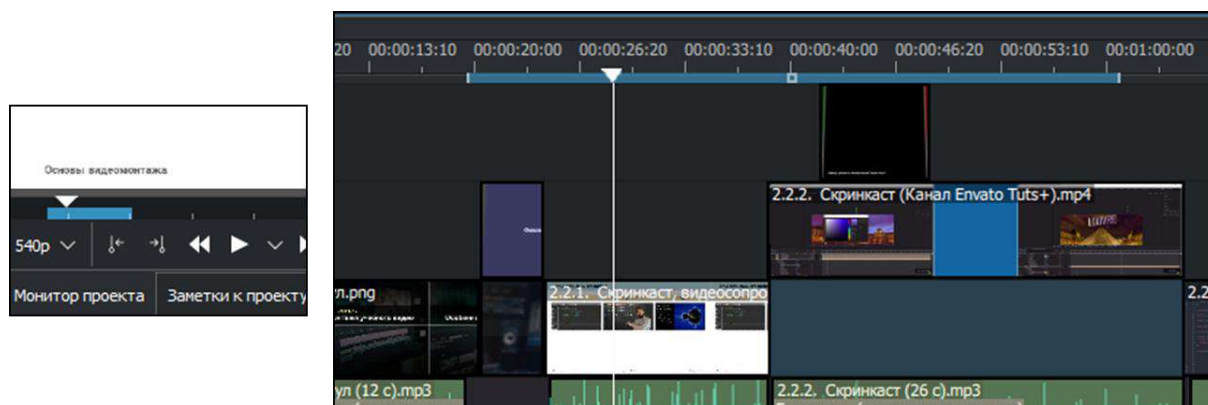 Основы видеомонтажа
540p
Монитор проекта Заметки к проекту
20 00:00:13:10 00:00:20:00 00:00:26:20 00:00:33:10 00:00:40:00 00:00:46:20 00:00:53:10 00:01:00:00
2.2.2. Скринкаст (Канал Envato Tuts+).mp4
л.png 2.2.1. Скринкаст, видеосопро 2.2
ул (12 с).mp3 2.2.2. Скринкаст (26 с).mp3